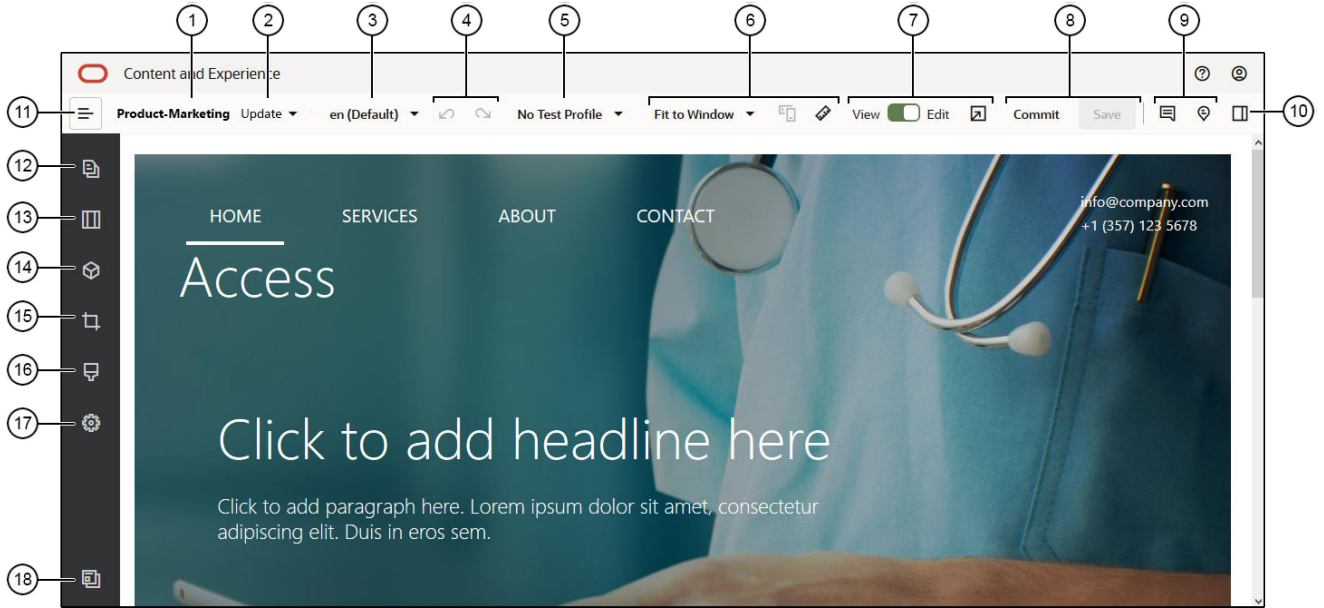 1 2 3 4 5 6 7 8 9
Content and Experience
11 Product-Marketing Update en (Default) No Test Profile Fit to Window View Edit Commit Save 10
12
HOME SERVICES ABOUT CONTACT info@company.com
+1 (357) 123 5678
13
14
Access
15
16
17
Click to add headline here
Click to add paragraph here. Lorem ipsum dolor sit amet, consectetur
adipiscing elit. Duis in eros sem.
18